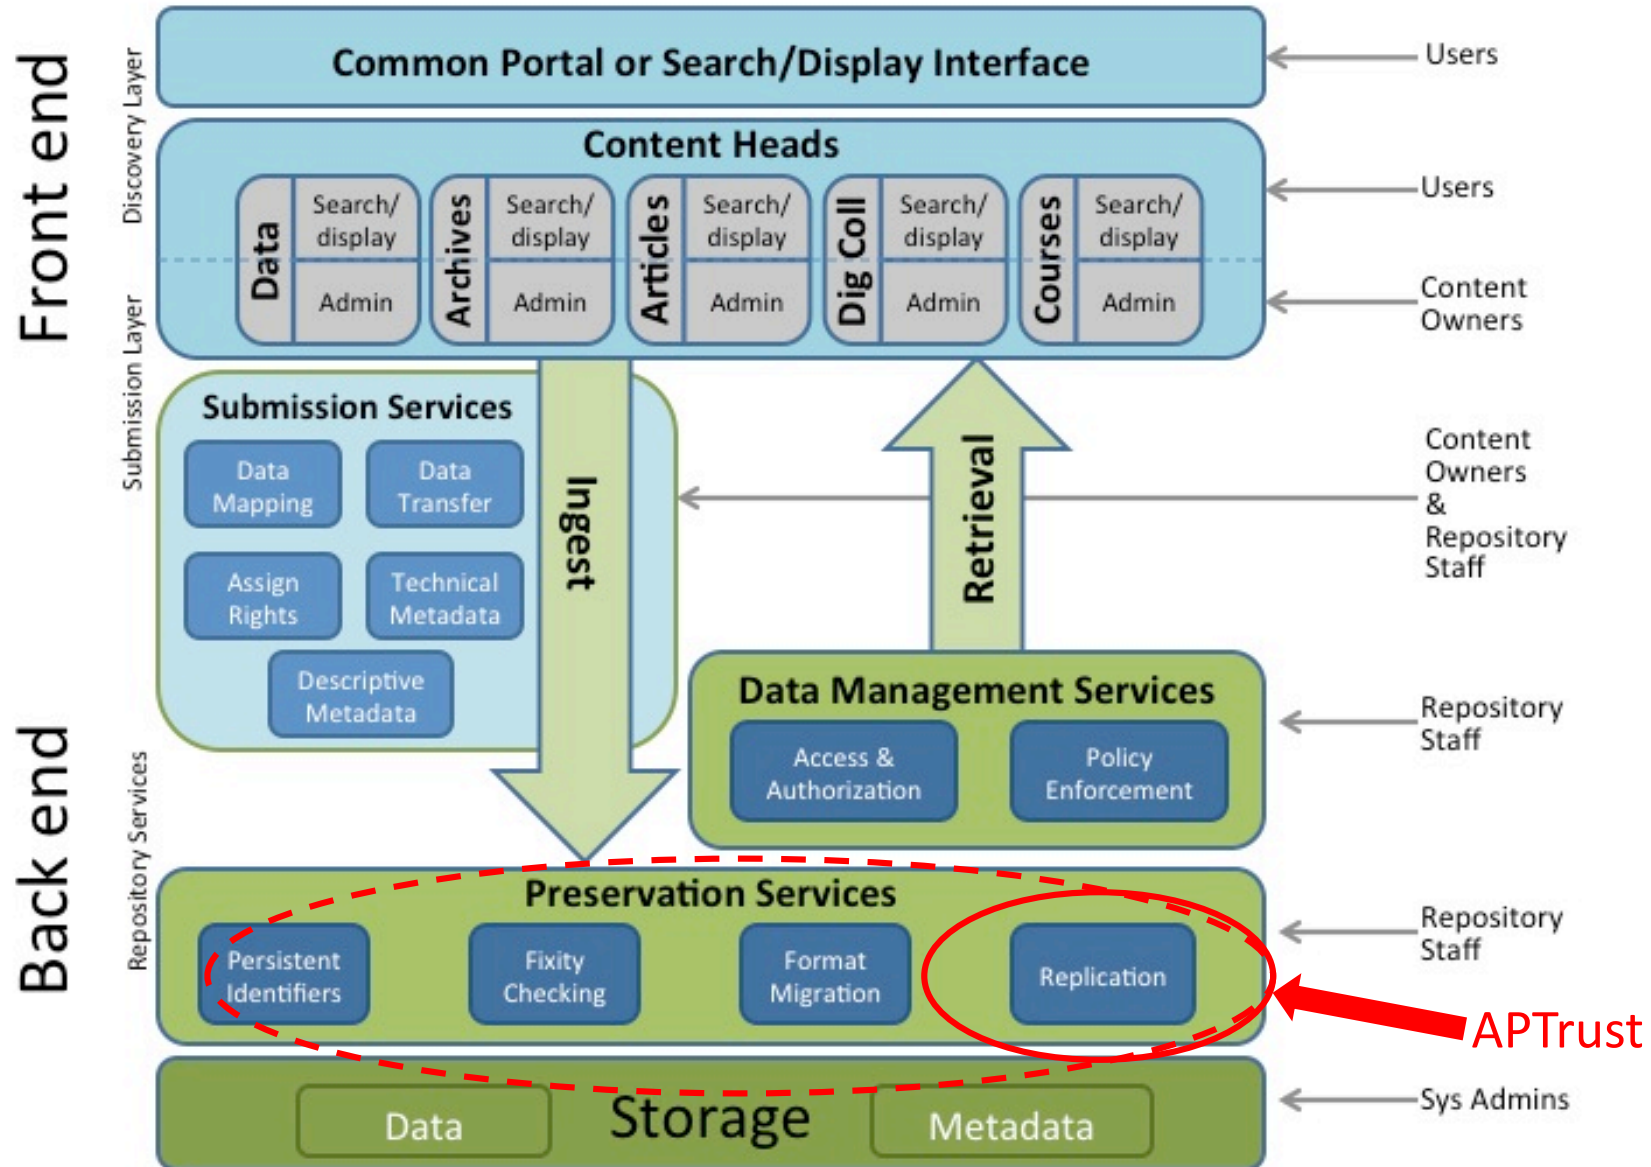 Front end
Back end
Discovery Layer
Submission Layer
Repository Services
Common Portal or Search/Display Interface
Users
Content Heads
Data
Search/
display
Admin
Archives
Search/
display
Admin
Articles
Search/
display
Admin
Dig Coll
Search/
display
Admin
Courses
Search/
display
Admin
Users
Content
Owners
Submission Services
Data
Mapping
Data
Transfer
Assign
Rights
Technical
Metadata
Descriptive
Metadata
Ingest
Retrieval
Content
Owners
&
Repository
Staff
Data Management Services
Access &
Authorization
Policy
Enforcement
Repository
Staff
Preservation Services
Persistent
Identifiers
Fixity
Checking
Format
Migration
Replication
Repository
Staff
APTrust
Storage
Data
Metadata
Sys Admins